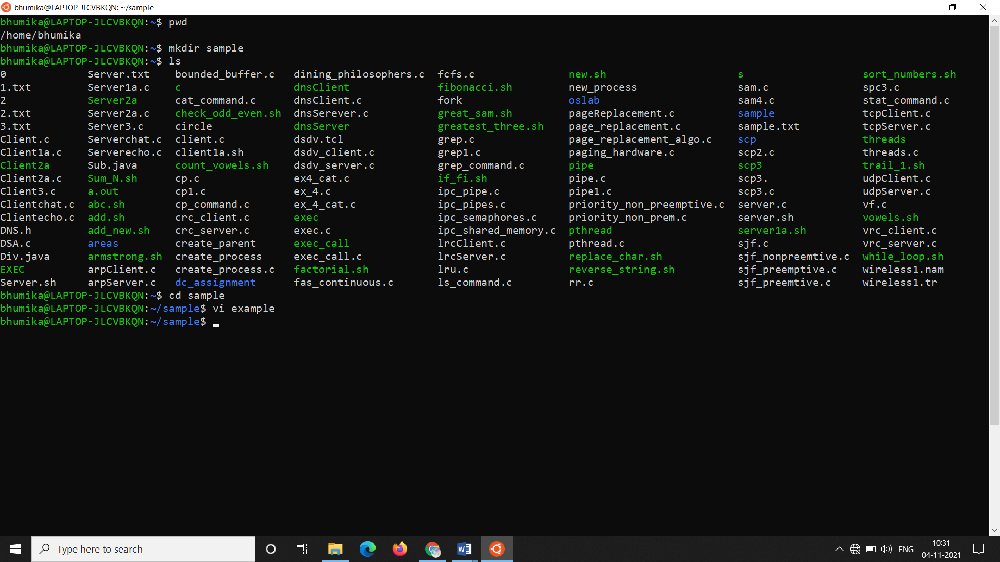 bhumika@LAPTOP-JLCVBKQN: ~/sample
bhumika@LAPTOP-JLCVBKQN:~$ pwd
/home/bhumika
bhumika@LAPTOP-JLCVBKQN:~$ mkdir sample
bhumika@LAPTOP-JLCVBKQN:~$ ls
0 Server.txt bounded_buffer.c dining_philosophers.c fcfs.c new.sh s sort_numbers.sh
1.txt Server1a.c c dnsClient fibonacci.sh new_process sam.c spc3.c
2 Server2a cat_command.c dnsClient.c fork oslab sam4.c stat_command.c
2.txt Server2a.c check_odd_even.sh dnsSerever.c great_sam.sh pageReplacement.c sample tcpClient.c
3.txt Server3.c circle dnsServer greatest_three.sh page_replacement.c sample.txt tcpServer.c
Client.c Serverchat.c client.c dsdv.tcl grep.c page_replacement_algo.c scp threads
Client1a.c Serverecho.c client1a.sh dsdv_client.c grep1.c paging_hardware.c scp2.c threads.c
Client2a Sub.java count_vowels.sh dsdv_server.c grep_command.c pipe scp3 trail_1.sh
Client2a.c Sum_N.sh cp.c ex4_cat.c if_fi.sh pipe.c scp3. udpClient.c
Client3.c a.out cp1.c ex_4.c ipc_pipe.c pipe1.c scp3.c udpServer.c
Clientchat.c abc.sh cp_command.c ex_4_cat.c ipc_pipes.c priority_non_preemptive.c server.c vf.c
Clientecho.c add.sh crc_client.c exec ipc_semaphores.c priority_non_prem.c server.sh vowels.sh
DNS.h add_new.sh crc_server.c exec.c ipc_shared_memory.c pthread server1a.sh vrc_client.c
DSA.c areas create_parent exec_call lrcClient.c pthread.c sjf.c vrc_server.c
Div.java armstrong.sh create_process exec_call.c lrcServer.c replace_char.sh sjf_nonpreemtive.c while_loop.sh
EXEC arpClient.c create_process.c factorial.sh lru.c reverse_string.sh sjf_preemptive.c wireless1.nam
Server.sh arpServer.c dc_assignment fas_continuous.c ls_command.c rr.c sjf_preemtive.c wireless1.tr
bhumika@LAPTOP-JLCVBKQN:~$ cd sample
bhumika@LAPTOP-JLCVBKQN:~/sample$ vi example
bhumika@LAPTOP-JLCVBKQN:~/sample$
Type here to search
ENG
10:31
04-11-2021